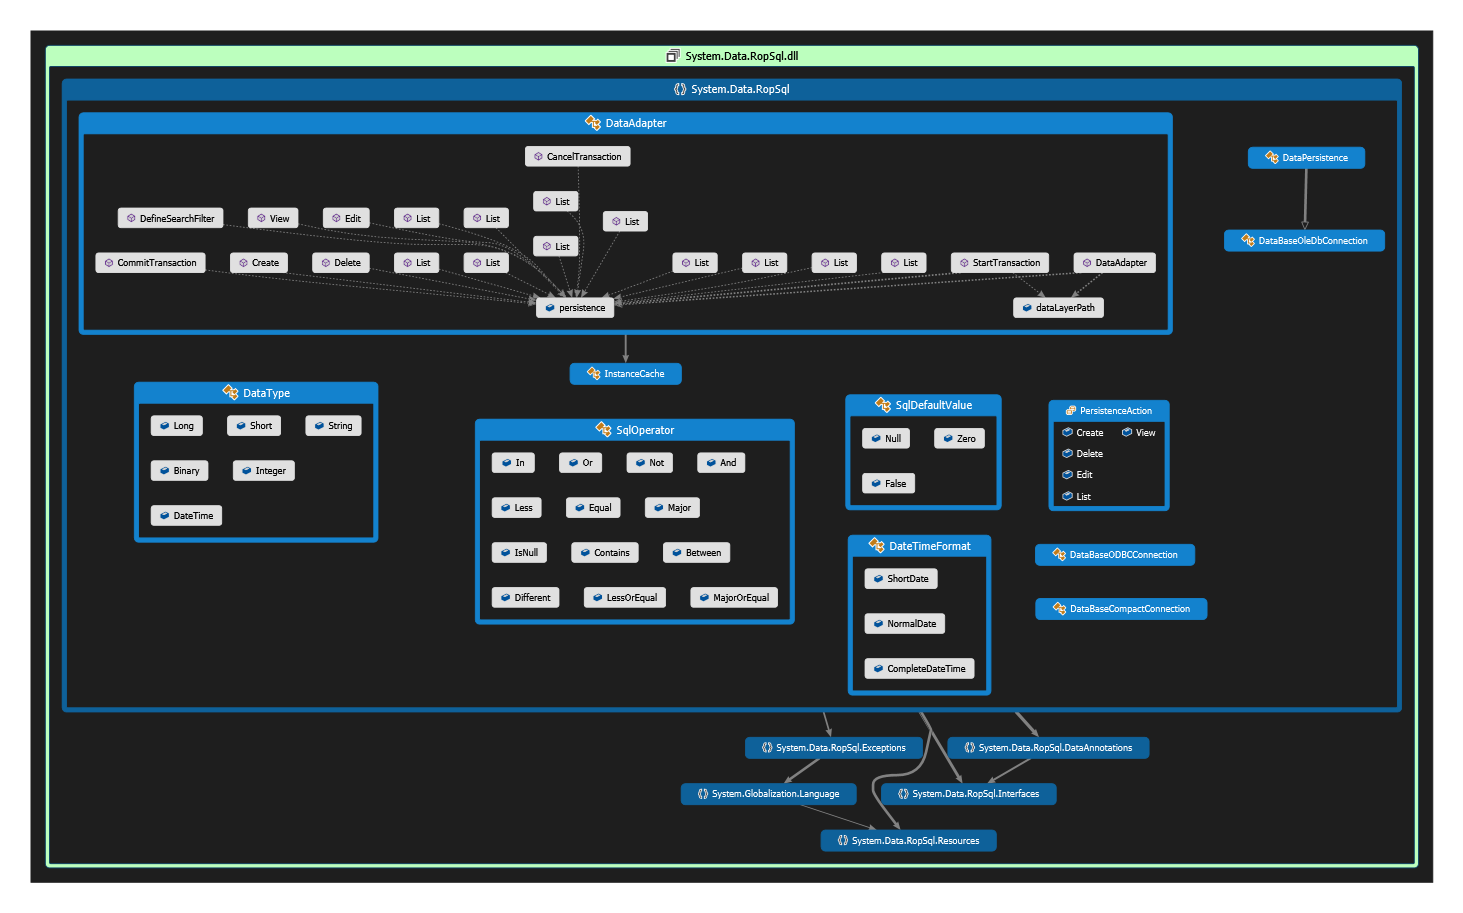 System.Data.RopSql.dll
System.Data.RopSql
DataAdapter
CancelTransaction
List
DefineSearchFilter View Edit List List List
List
CommitTransaction Create Delete List List List List List List StartTransaction DataAdapter
persistence dataLayerPath
DataPersistence
DataBaseOleDbConnection
InstanceCache
DataType
Long Short String
Binary Integer
DateTime
SqlOperator
In Or Not And
Less Equal Major
IsNull Contains Between
Different LessOrEqual MajorOrEqual
SqlDefaultValue
Null Zero
False
PersistenceAction
Create View
Delete
Edit
List
DateTimeFormat
ShortDate
NormalDate
CompleteDateTime
DataBaseODBCConnection
DataBaseCompactConnection
System.Data.RopSql.Exceptions System.Data.RopSql.DataAnnotations
System.Globalization.Language System.Data.RopSql.Interfaces
System.Data.RopSql.Resources